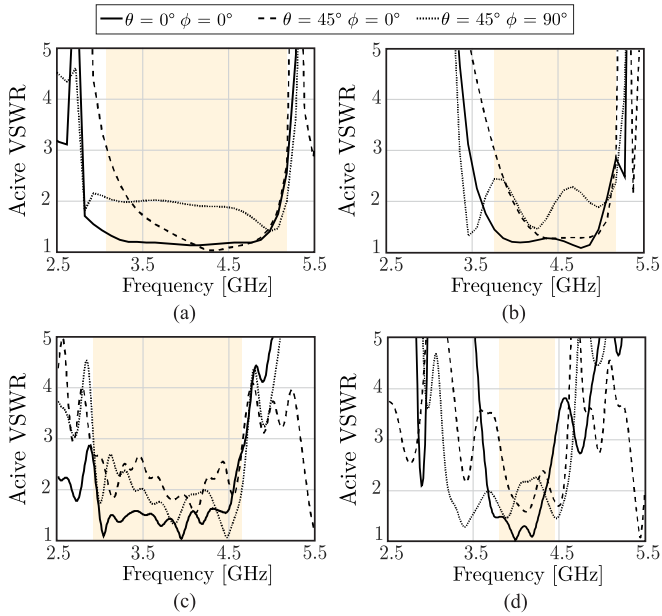 θ = 0° ϕ = 0° θ = 45° ϕ = 0° θ = 45° ϕ = 90°
5 5
4 4
3 3
2 2
1 1
Acive VSWR Acive VSWR
2.5 3.5 4.5 5.5 2.5 3.5 4.5 5.5
Frequency [GHz] Frequency [GHz]
(a) (b)
5 5
4 4
3 3
2 2
1 1
Acive VSWR Acive VSWR
2.5 3.5 4.5 5.5 2.5 3.5 4.5 5.5
Frequency [GHz] Frequency [GHz]
(c) (d)